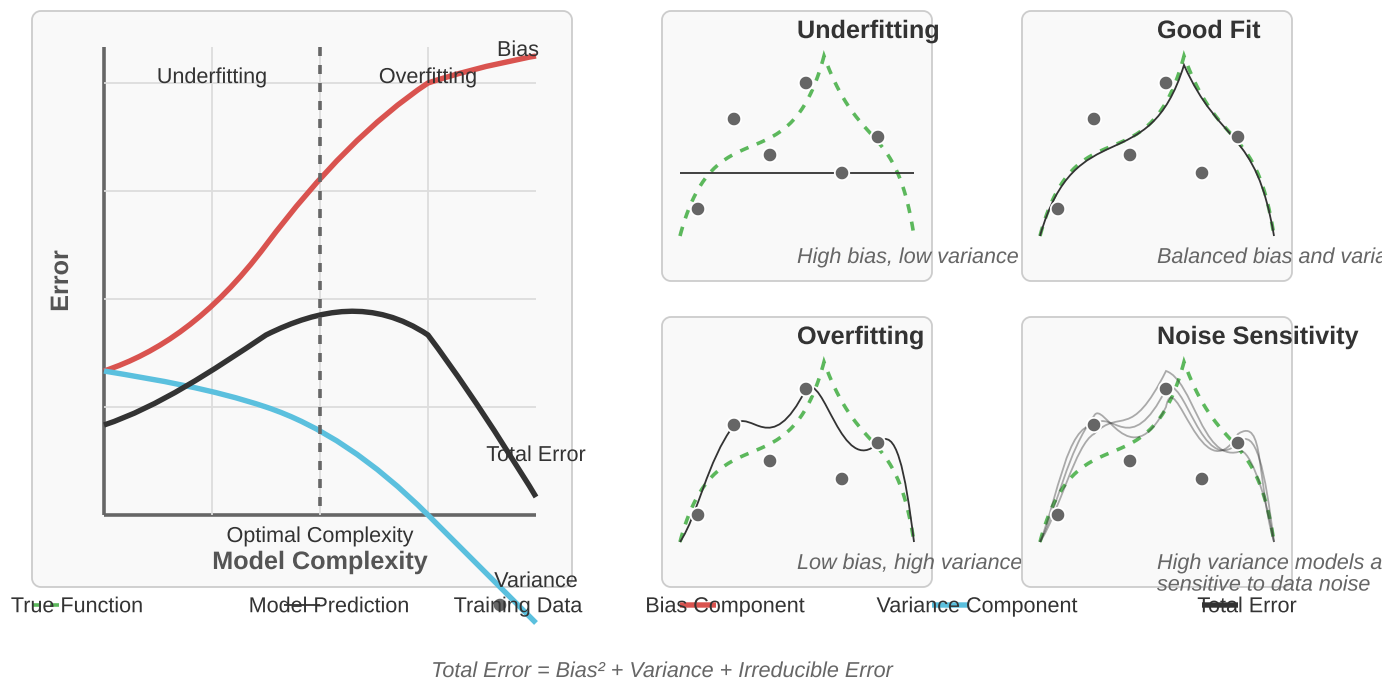 Bias
Underfitting
Overfitting
Error
Total Error
Optimal Complexity
Model Complexity
Variance
Underfitting
High bias, low variance
Good Fit
Balanced bias and varia
Overfitting
Low bias, high variance
Noise Sensitivity
High variance models a
sensitive to data noise
True Function
Model Prediction
Training Data
Bias Component
Variance Component
Total Error
Total Error = Bias² + Variance + Irreducible Error